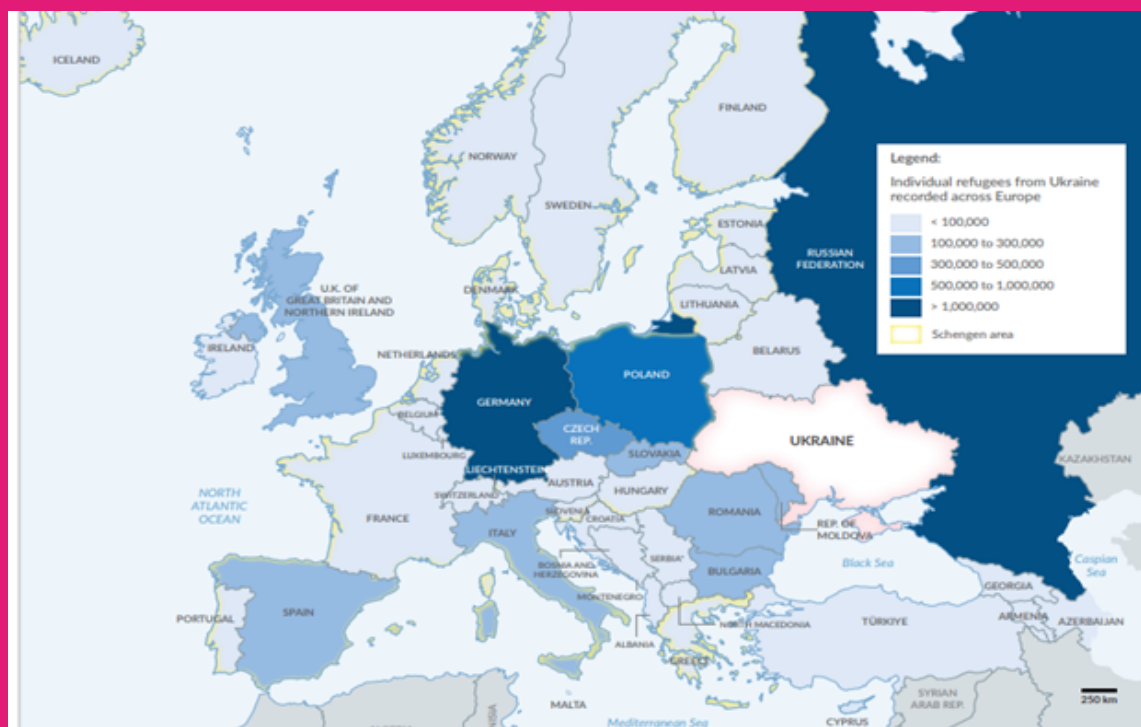 ICELAND
FINLAND
NORWAY
SWEDEN
ESTONIA
LATVIA
LITHUANIA
RUSSIAN
FEDERATION
Legend:
Individual refugees from Ukraine
recorded across Europe
< 100,000
100,000 to 300,000
300,000 to 500,000
500,000 to 1,000,000
> 1,000,000
Schengen area
DENMARK
U.K. OF
GREAT BRITAIN AND
NORTHERN IRELAND
IRELAND
NETHERLANDS
BELARUS
POLAND
GERMANY
BELGIUM
CZECH
REP.
UKRAINE
LUXEMBOURG
SLOVAKIA
KAZAKHSTAN
LIECHTENSTEIN
AUSTRIA
SWITZERLAND
HUNGARY
NORTH
ATLANTIC
OCEAN
FRANCE
SLOVENIA
CROATIA
ROMANIA
REP. OF
MOLDOVA
ITALY
BOSNIA AND
HERZEGOVINA
SERBIA*
Black Sea
Caspian
Sea
BULGARIA
MONTENEGRO
GEORGIA
PORTUGAL
SPAIN
NORTH MACEDONIA
TÜRKIYE
ARMENIA
AZERBAIJAN
ALBANIA
GREECE
MALTA
SYRIAN
ARAB REP.
250 km
Mediterranean Sea
CYPRUS